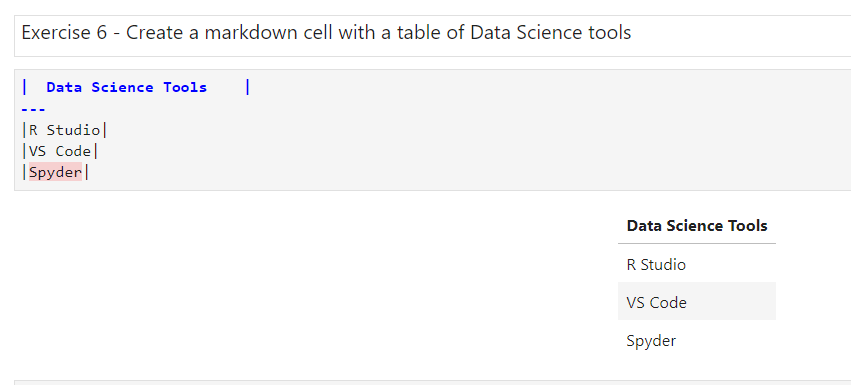 Exercise 6 - Create a markdown cell with a table of Data Science tools
|  Data Science Tools    |
---
|R Studio|
|VS Code|
|Spyder|
Data Science Tools
R Studio
VS Code
Spyder